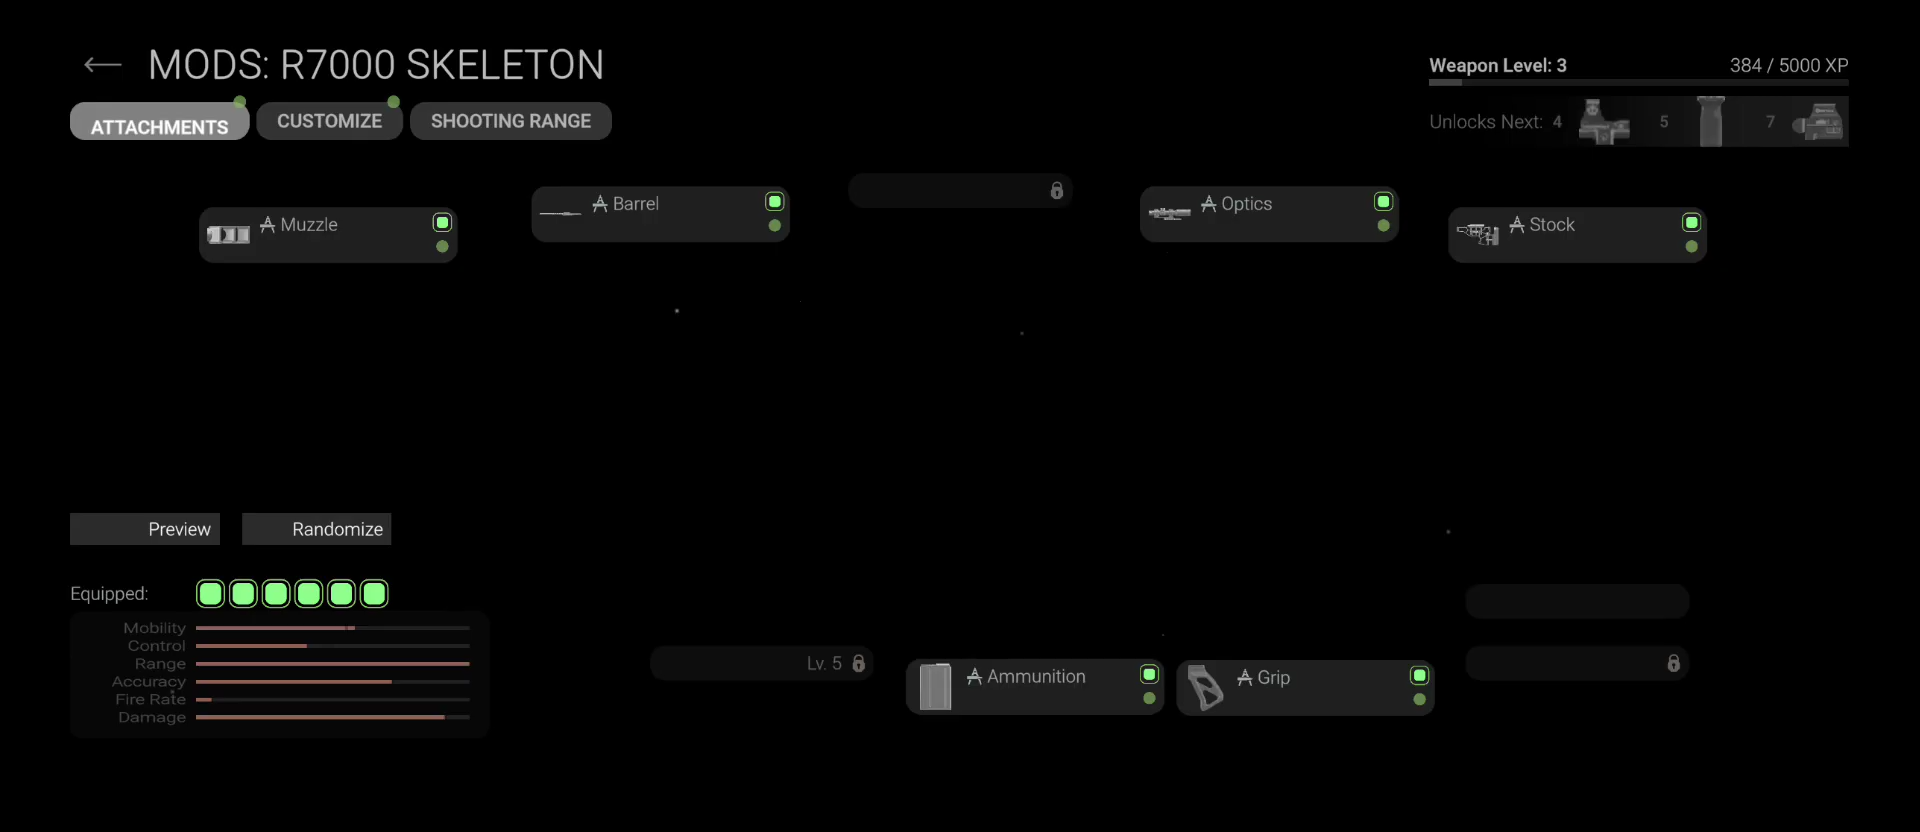 MODS: R7000 SKELETON
Weapon Level: 3
384 / 5000 XP
ATTACHMENTS
CUSTOMIZE
SHOOTING RANGE
Unlocks Next: 4 5 7
Muzzle
Barrel
Optics
Stock
Preview
Randomize
Equipped:
Mobility
Control
Range
Accuracy
Fire Rate
Damage
Lv. 5
Ammunition
Grip